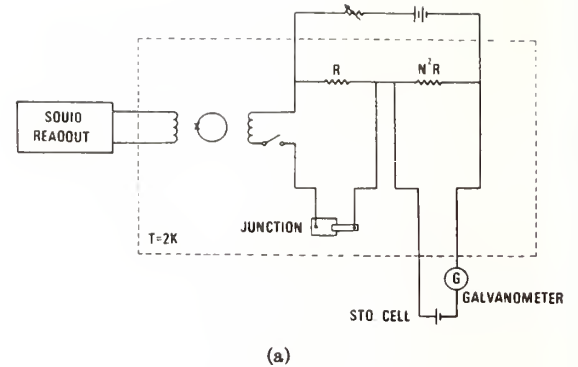 R
N²R
SQUID
READOUT
JUNCTION
T=2K
G
GALVANOMETER
STD CELL
(a)